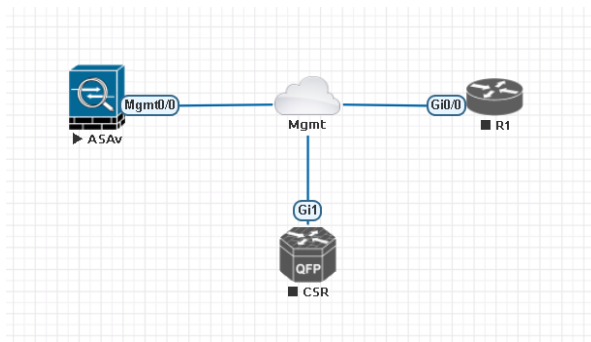 Mgmt0/0
Gi0/0
Mgmt
ASAv
R1
Gi1
QFP
CSR